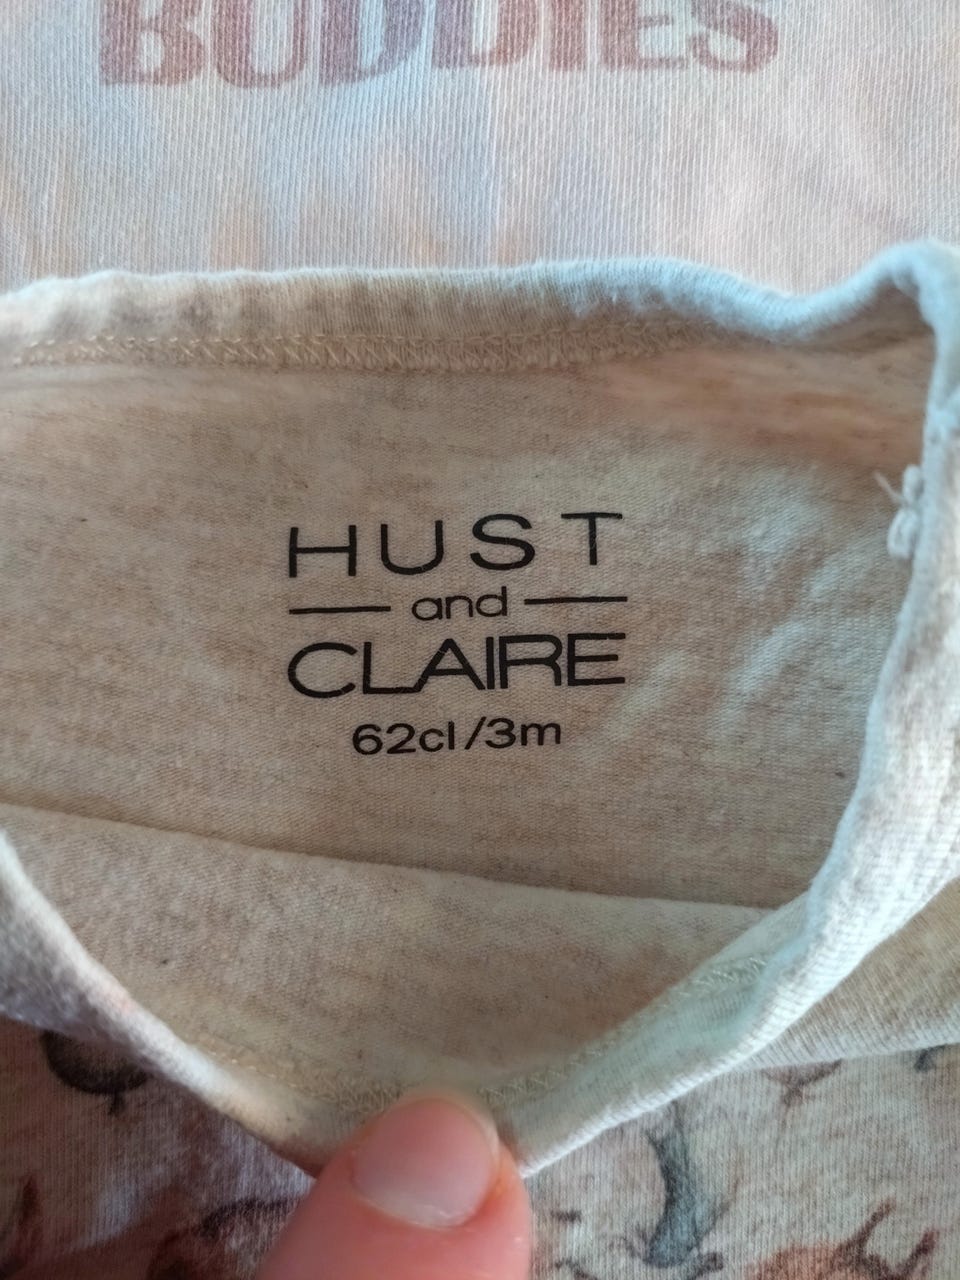 BUDDIES
HUST
and
CLAIRE
62cl/3m